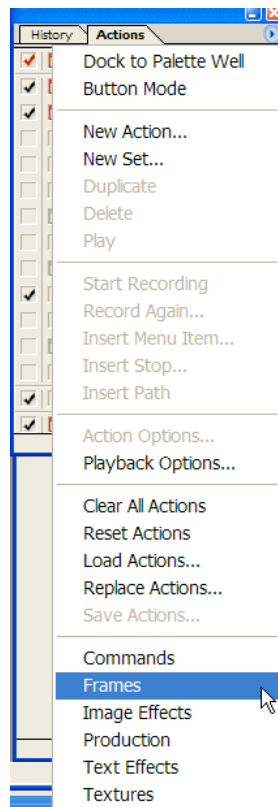 History Actions
Dock to Palette Well
Button Mode
New Action...
New Set...
Duplicate
Delete
Play
Start Recording
Record Again...
Insert Menu Item...
Insert Stop...
Insert Path
Action Options...
Playback Options...
Clear All Actions
Reset Actions
Load Actions...
Replace Actions...
Save Actions...
Commands
Frames
Image Effects
Production
Text Effects
Textures